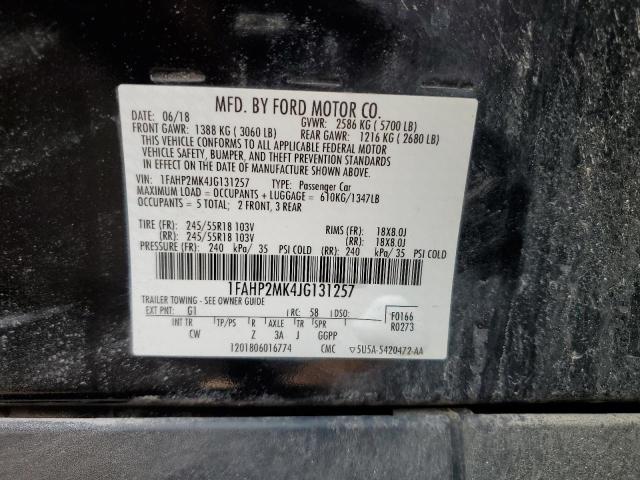 MFD. BY FORD MOTOR CO.
DATE: 06/18 GVWR: 2586 KG ( 5700 LB)
FRONT GAWR: 1388 KG ( 3060 LB) REAR GAWR: 1216 KG ( 2680 LB)
THIS VEHICLE CONFORMS TO ALL APPLICABLE FEDERAL MOTOR
VEHICLE SAFETY, BUMPER, AND THEFT PREVENTION STANDARDS IN
EFFECT ON THE DATE OF MANUFACTURE SHOWN ABOVE.
VIN: 1FAHP2MK4JG131257 TYPE: Passenger Car
MAXIMUM LOAD = OCCUPANTS + LUGGAGE = 610KG/1347LB
OCCUPANTS = 5 TOTAL; 2 FRONT, 3 REAR
TIRE (FR): 245/55R18 103V RIMS (FR): 18X8.0J
(RR): 245/55R18 103V (RR): 18X8.0J
PRESSURE (FR): 240 kPa/ 35 PSI COLD (RR): 240 kPa/ 35 PSI COLD
1FAHP2MK4JG131257
TRAILER TOWING - SEE OWNER GUIDE
EXT PNT: G1 RC: 58 F0166
INT TR TP/PS R AXLE TR SPR R0273
CW Z 3A J GGPP
1201806016774 CMC ▽5U5A-5420472-AA